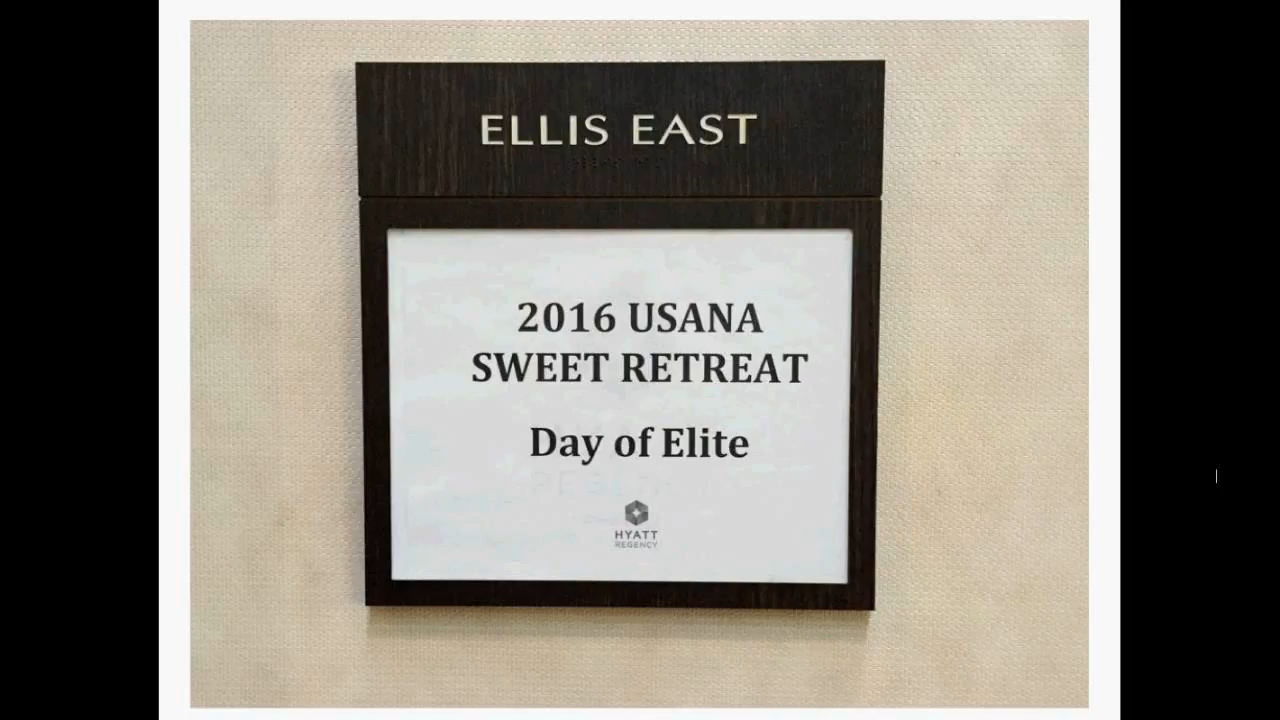 ELLIS EAST
2016 USANA
SWEET RETREAT
Day of Elite
HYATT
REGENCY